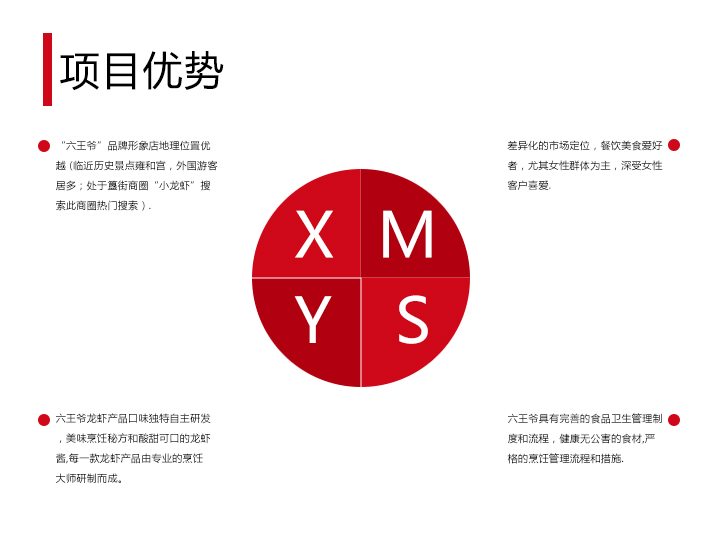 项目优势
“六王爷”品牌形象店地理位置优
越 (临近历史景点雍和宫，外国游客
居多；处于簋街商圈“小龙虾”搜
索此商圈热门搜索 ) .
差异化的市场定位，餐饮美食爱好
者，尤其女性群体为主，深受女性
客户喜爱.
X M
Y S
六王爷龙虾产品口味独特自主研发
，美味烹饪秘方和酸甜可口的龙虾
酱,每一款龙虾产品由专业的烹饪
大师研制而成。
六王爷具有完善的食品卫生管理制
度和流程，健康无公害的食材,严
格的烹饪管理流程和措施.